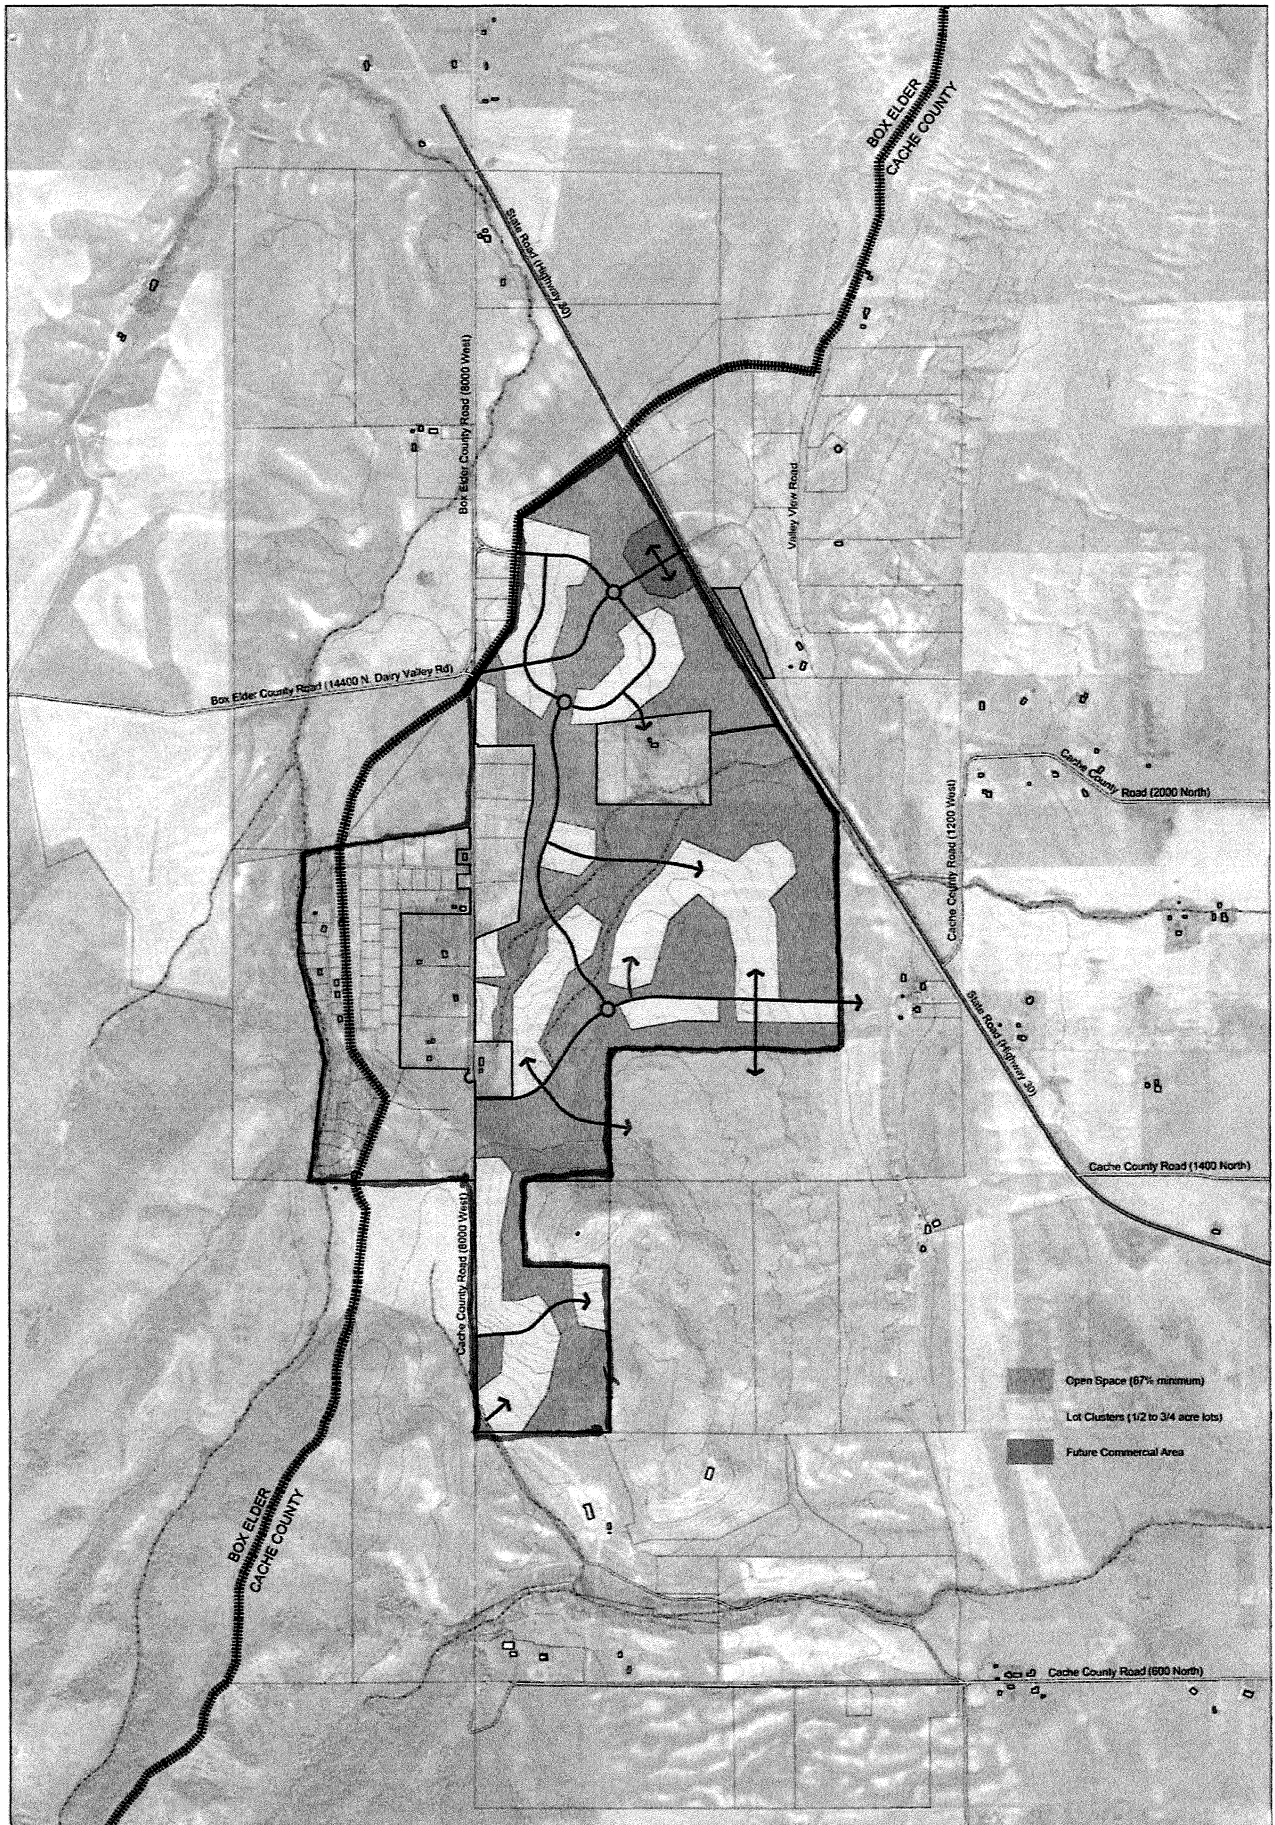 BOX ELDER
CACHE COUNTY
State Road (Highway 30)
Box Elder County Road (8000 West)
Valley View Road
Box Elder County Road (14400 N. Dairy Valley Rd)
Cache County
Road (2000 North)
Cache County Road (1200 West)
State Road (Highway 30)
Cache County Road (1400 North)
Cache County Road (8000 West)
Open Space (67% minimum)
Lot Clusters (1/2 to 3/4 acre lots)
Future Commercial Area
BOX ELDER
CACHE COUNTY
Cache County Road (600 North)